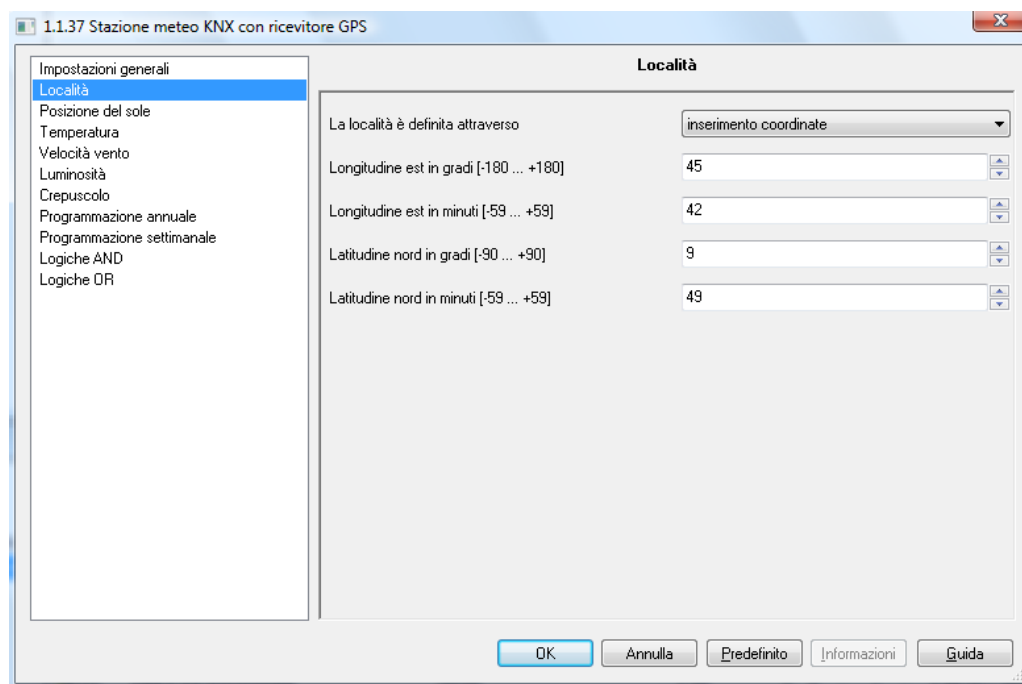 1.1.37 Stazione meteo KNX con ricevitore GPS
Impostazioni generali
Località
Posizione del sole
Temperatura
Velocità vento
Luminosità
Crepuscolo
Programmazione annuale
Programmazione settimanale
Logiche AND
Logiche OR
Località
La località è definita attraverso
inserimento coordinate
Longitudine est in gradi [-180 ... +180]
45
Longitudine est in minuti [-59 ... +59]
42
Latitudine nord in gradi [-90 ... +90]
9
Latitudine nord in minuti [-59 ... +59]
49
OK
Annulla
Predefinito
Informazioni
Guida